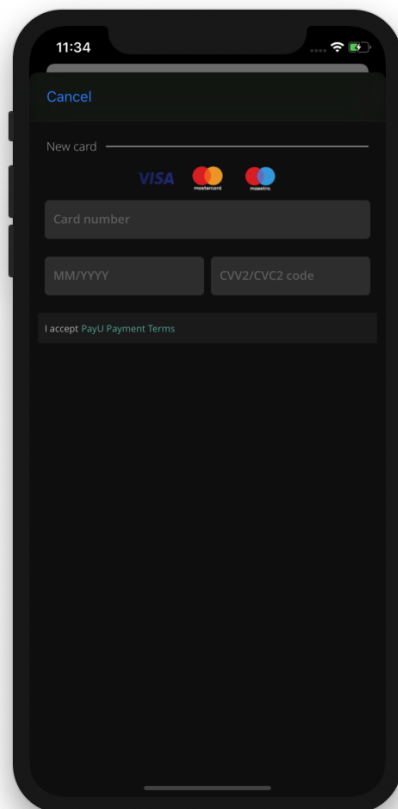 11:34
Cancel
New card
VISA
mastercard
maestro
Card number
MM/YYYY
CVV2/CVC2 code
I accept PayU Payment Terms